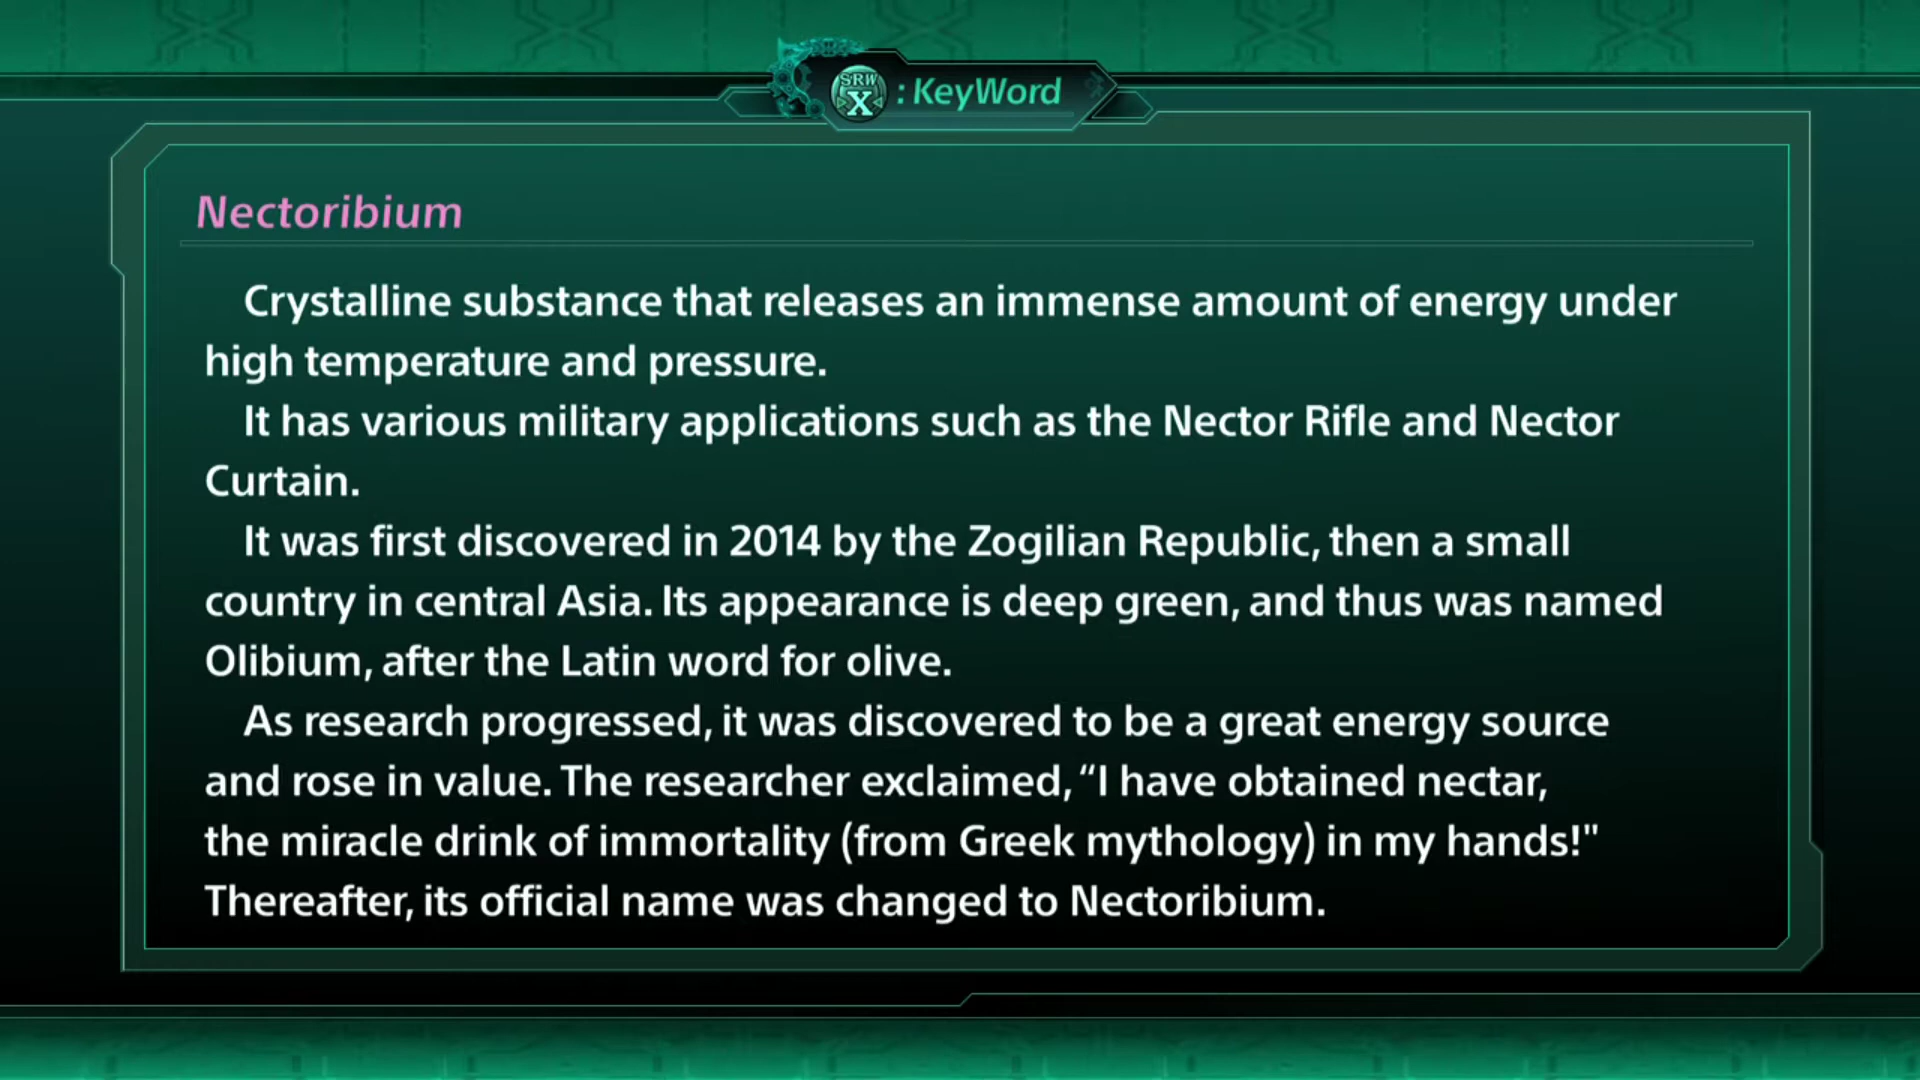 SRW
X
: KeyWord
Nectoribium
Crystalline substance that releases an immense amount of energy under
high temperature and pressure.
It has various military applications such as the Nector Rifle and Nector
Curtain.
It was first discovered in 2014 by the Zogilian Republic, then a small
country in central Asia. Its appearance is deep green, and thus was named
Olibium, after the Latin word for olive.
As research progressed, it was discovered to be a great energy source
and rose in value. The researcher exclaimed, “I have obtained nectar,
the miracle drink of immortality (from Greek mythology) in my hands!"
Thereafter, its official name was changed to Nectoribium.